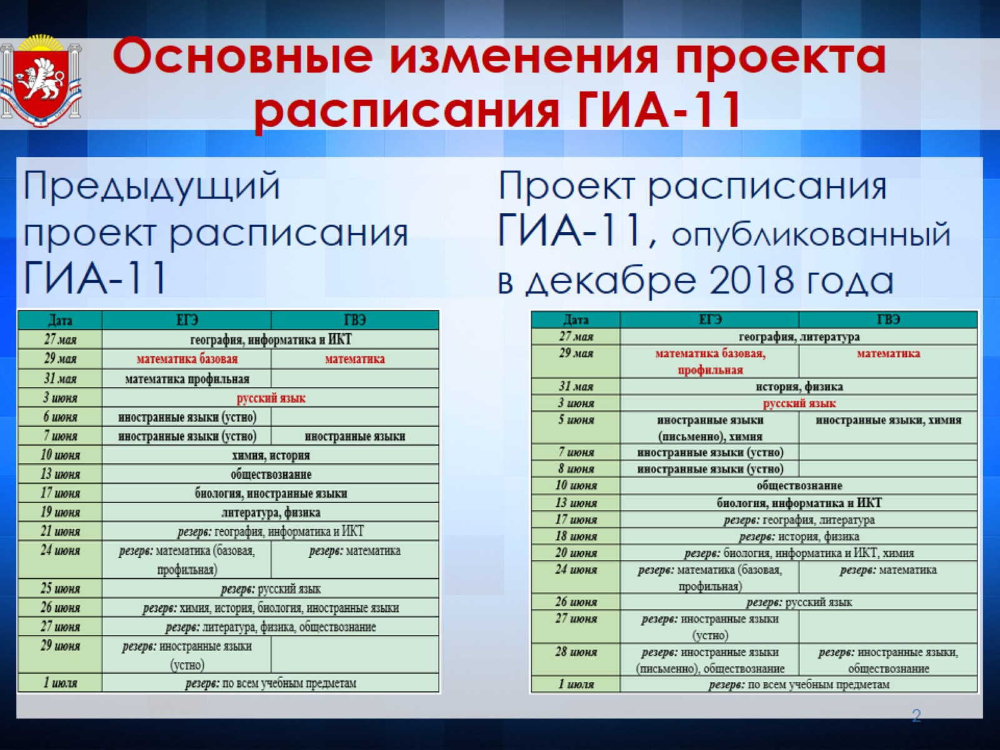 Основные изменения проекта
расписания ГИА-11
Предыдущий
проект расписания
ГИА-11
Дата ЕГЭ ГВЭ
27 мая география, информатика и ИКТ
29 мая математика базовая математика
31 мая математика профильная
3 июня русский язык
6 июня иностранные языки (устно)
7 июня иностранные языки (устно) иностранные языки
10 июня химия, история
13 июня обществознание
17 июня биология, иностранные языки
19 июня литература, физика
21 июня резерв: география, информатика и ИКТ
24 июня резерв: математика (базовая, резерв: математика
профильная)
25 июня резерв: русский язык
26 июня резерв: химия, история, биология, иностранные языки
27 июня резерв: литература, физика, обществознание
29 июня резерв: иностранные языки
(устно)
1 июля резерв: по всем учебным предметам
Проект расписания
ГИА-11, опубликованный
в декабре 2018 года
Дата ЕГЭ ГВЭ
27 мая география, литература
29 мая математика базовая, математика
профильная
31 мая история, физика
3 июня русский язык
5 июня иностранные языки иностранные языки, химия
(письменно), химия
7 июня иностранные языки (устно)
8 июня иностранные языки (устно)
10 июня обществознание
13 июня биология, информатика и ИКТ
17 июня резерв: география, литература
18 июня резерв: история, физика
20 июня резерв: биология, информатика и ИКТ, химия
24 июня резерв: математика (базовая, резерв: математика
профильная)
26 июня резерв: русский язык
27 июня резерв: иностранные языки
(устно)
28 июня резерв: иностранные языки резерв: иностранные языки,
(письменно), обществознание обществознание
1 июля резерв: по всем учебным предметам
2